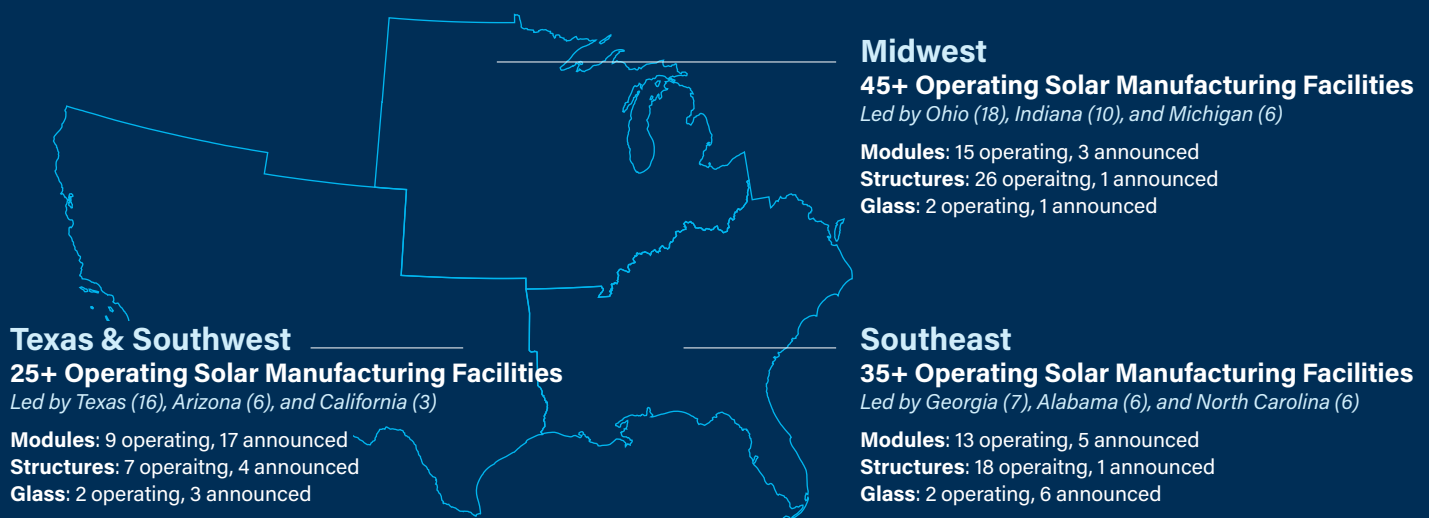 Midwest
45+ Operating Solar Manufacturing Facilities
Led by Ohio (18), Indiana (10), and Michigan (6)
Modules: 15 operating, 3 announced
Structures: 26 operaitng, 1 announced
Glass: 2 operating, 1 announced
Texas & Southwest
25+ Operating Solar Manufacturing Facilities
Led by Texas (16), Arizona (6), and California (3)
Modules: 9 operating, 17 announced
Structures: 7 operaitng, 4 announced
Glass: 2 operating, 3 announced
Southeast
35+ Operating Solar Manufacturing Facilities
Led by Georgia (7), Alabama (6), and North Carolina (6)
Modules: 13 operating, 5 announced
Structures: 18 operaitng, 1 announced
Glass: 2 operating, 6 announced